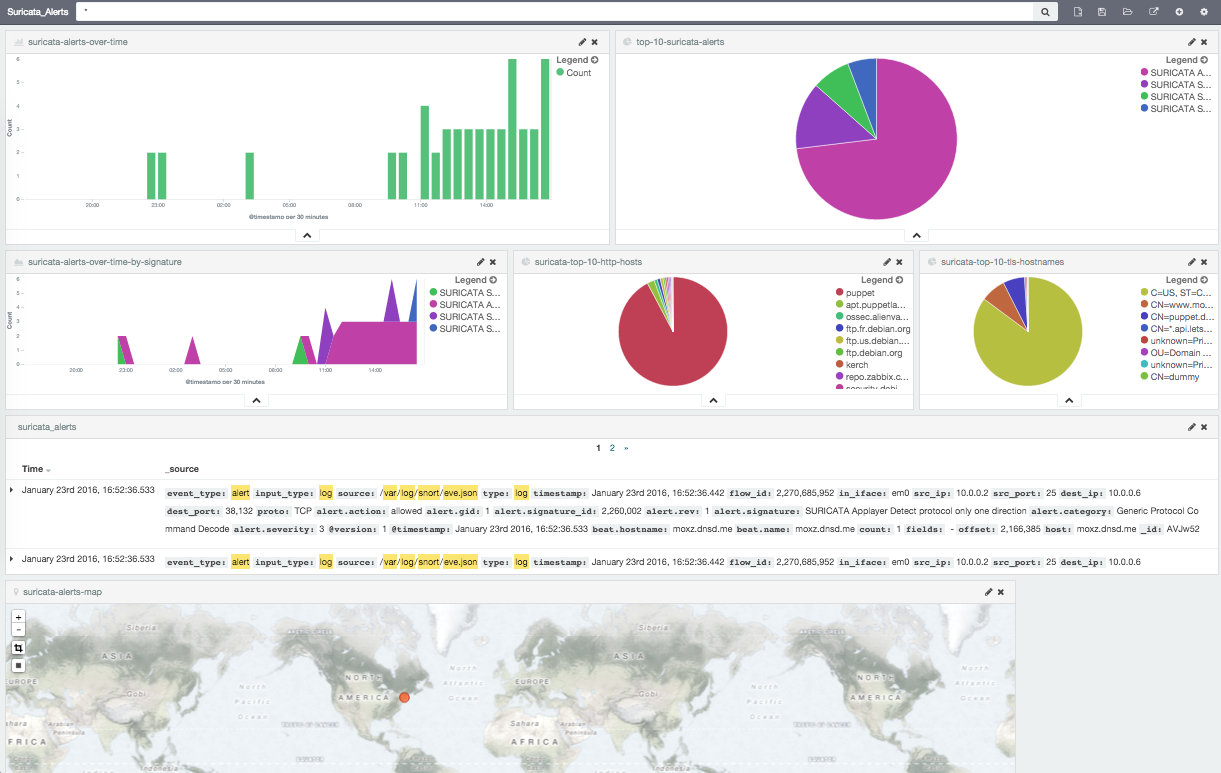 Suricata_Alerts *
suricata-alerts-over-time
Legend
Count
Count
6
5
4
3
2
1
0
20:00 23:00 02:00 05:00 08:00 11:00 14:00
@timestamp per 30 minutes
top-10-suricata-alerts
Legend
SURICATA A...
SURICATA S...
SURICATA S...
SURICATA S...
suricata-alerts-over-time-by-signature
Legend
SURICATA S...
SURICATA A...
SURICATA S...
SURICATA S...
Count
6
5
4
3
2
1
0
20:00 23:00 02:00 05:00 08:00 11:00 14:00
@timestamp per 30 minutes
suricata-top-10-http-hosts
Legend
puppet
apt.puppetla...
ossec.alienva...
ftp.fr.debian.org
ftp.us.debian...
ftp.debian.org
kerch
repo.zabbix.c...
security.debi...
suricata-top-10-tls-hostnames
Legend
C=US, ST=C...
CN=www.mo...
CN=puppet.d...
CN=*.api.lets...
unknown=Pri...
OU=Domain ...
unknown=Pri...
CN=dummy
suricata_alerts
1 2 »
Time _source
January 23rd 2016, 16:52:36.533 event_type: alert input_type: log source: /var/log/snort/eve.json type: log timestamp: January 23rd 2016, 16:52:36.442 flow_id: 2,270,685,952 in_iface: em0 src_ip: 10.0.0.2 src_port: 25 dest_ip: 10.0.0.6
dest_port: 38,132 proto: TCP alert.action: allowed alert.gid: 1 alert.signature_id: 2,260,002 alert.rev: 1 alert.signature: SURICATA Applayer Detect protocol only one direction alert.category: Generic Protocol Co
mmand Decode alert.severity: 3 @version: 1 @timestamp: January 23rd 2016, 16:52:36.533 beat.hostname: moxz.dnsd.me beat.name: moxz.dnsd.me count: 1 fields: - offset: 2,166,385 host: moxz.dnsd.me _id: AVJw52
January 23rd 2016, 16:52:36.533 event_type: alert input_type: log source: /var/log/snort/eve.json type: log timestamp: January 23rd 2016, 16:52:36.442 flow_id: 2,270,685,952 in_iface: em0 src_ip: 10.0.0.2 src_port: 25 dest_ip: 10.0.0.6
suricata-alerts-map
+
-
Siberia Siberia
ASIA ASIA
EUROPE EUROPE
Gobi Gobi
NORTH AMERICA NORTH AMERICA
North Pacific Ocean North Pacific Ocean
North Atlantic Ocean North Atlantic Ocean
TROPIC OF CANCER TROPIC OF CANCER
Sahara Arabian Peninsula Sahara Arabian Peninsula
AFRICA AFRICA
EQUATOR EQUATOR